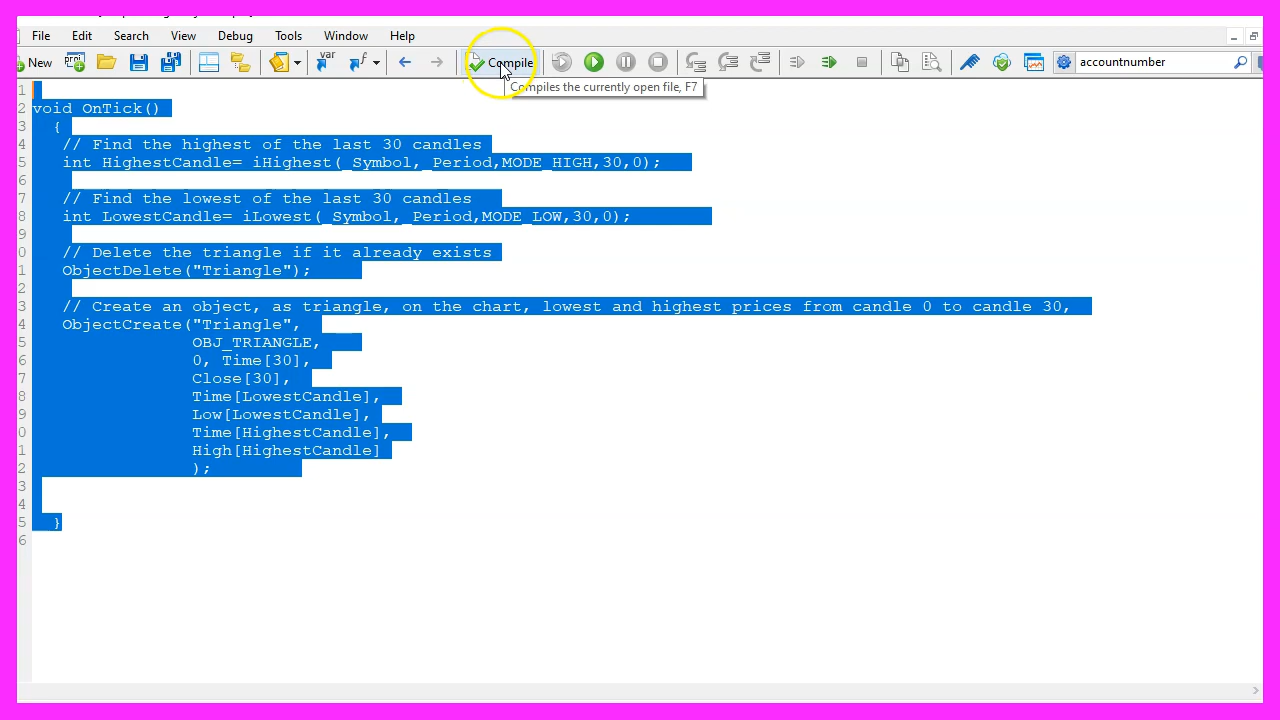 File Edit Search View Debug Tools Window Help
New Compile accountnumber
Compiles the currently open file, F7
1
2 void OnTick()
3 {
4 // Find the highest of the last 30 candles
5 int HighestCandle= iHighest(_Symbol,_Period,MODE_HIGH,30,0);
6
7 // Find the lowest of the last 30 candles
8 int LowestCandle= iLowest(_Symbol,_Period,MODE_LOW,30,0);
9
0 // Delete the triangle if it already exists
1 ObjectDelete("Triangle");
2
3 // Create an object, as triangle, on the chart, lowest and highest prices from candle 0 to candle 30,
4 ObjectCreate("Triangle",
5 OBJ_TRIANGLE,
6 0, Time[30],
7 Close[30],
8 Time[LowestCandle],
9 Low[LowestCandle],
0 Time[HighestCandle],
1 High[HighestCandle]
2 );
3
4
5 }
6